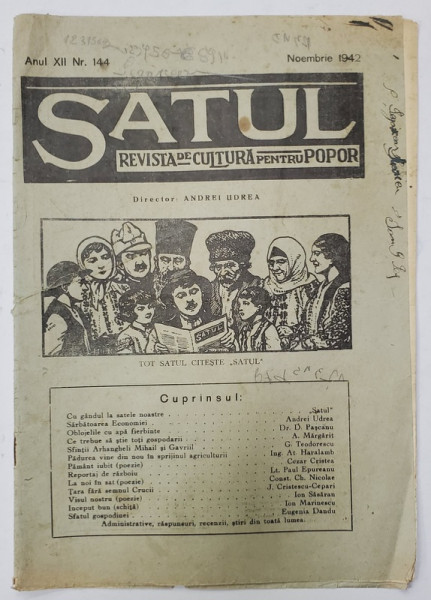 Anul XII Nr. 144
Noembrie 1942
SATUL
REVISTA DE CULTURĂ PENTRU POPOR
Director: ANDREI UDREA
SATUL
TOT SATUL CITEȘTE „SATUL”
Cuprinsul:
Cu gândul la satele noastre . . . „Satul”
Sărbătoarea Economiei . . . Andrei Udrea
Oblojelile cu apă fierbinte . . . Dr. D. Pașcanu
Ce trebue să știe toți gospodarii . . . A. Mărgărit
Sfinții Arhangheli Mihail și Gavriil . . . G. Teodorescu
Pădurea vine din nou în sprijinul agriculturii . . . Ing. At. Haralamb
Pământ iubit (poezie) . . . Cezar Cristea
Reportaj de războiu . . . Lt. Paul Epureanu
La noi în sat (poezie) . . . Const. Ch. Nicolae
Țara fără semnul Crucii . . . J. Cristescu-Cepari
Visul nostru (poezie) . . . Ion Săsăran
Inceput bun (schiță) . . . Ion Marinescu
Sfatul gospodinei . . . Eugenia Dandu
Administrative, răspunsuri, recenzii, știri din toată lumea.